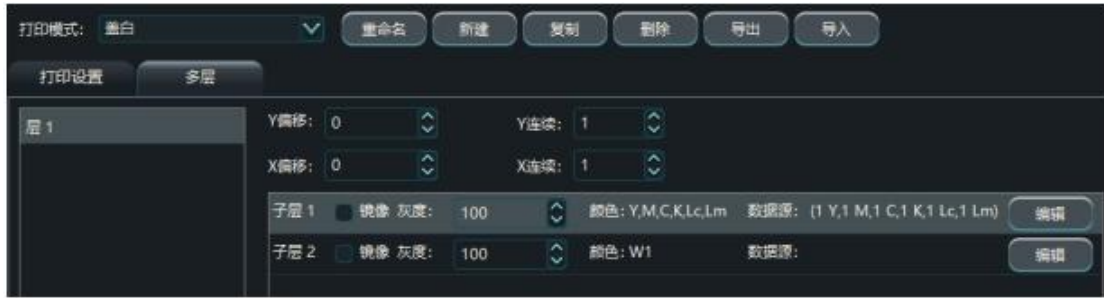 打印模式: 盖白 重命名 新建 复制 删除 导出 导入
打印设置 多层
层 1
Y偏移: 0 Y连续: 1
X偏移: 0 X连续: 1
子层 1 镜像 灰度: 100 颜色: Y,M,C,K,Lc,Lm 数据源: (1 Y,1 M,1 C,1 K,1 Lc,1 Lm) 编辑
子层 2 镜像 灰度: 100 颜色: W1 数据源: 编辑